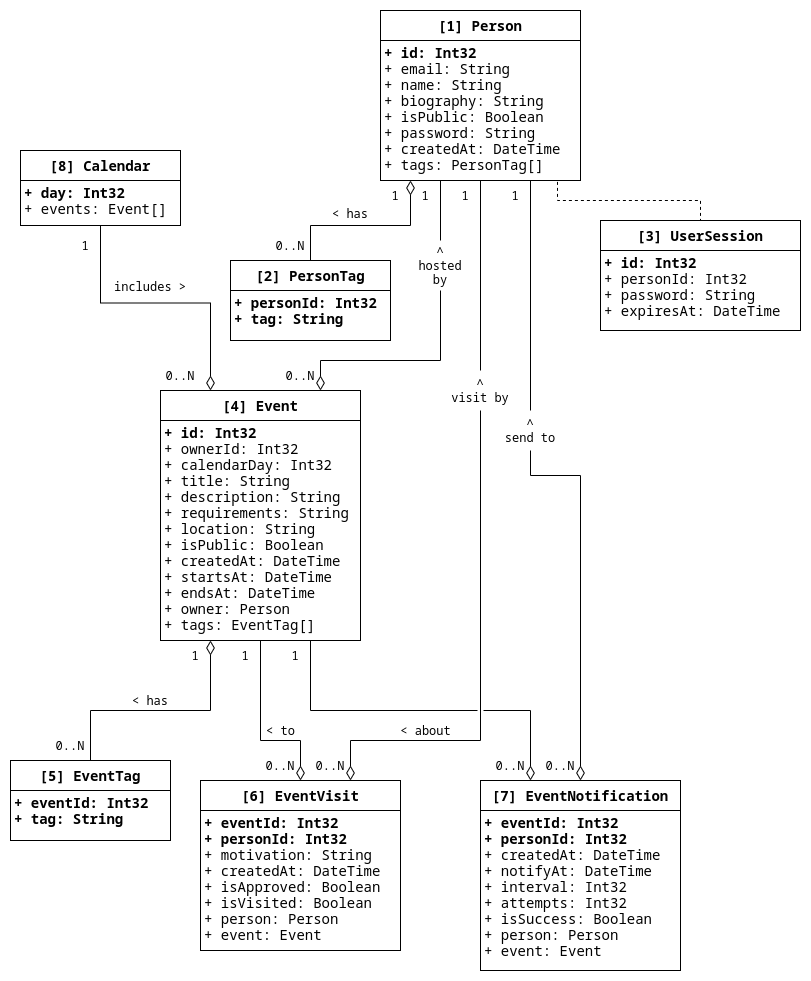 [1] Person
+ id: Int32
+ email: String
+ name: String
+ biography: String
+ isPublic: Boolean
+ password: String
+ createdAt: DateTime
+ tags: PersonTag[]
[8] Calendar
+ day: Int32
+ events: Event[]
1
1
1
1
< has
[3] UserSession
+ id: Int32
+ personId: Int32
+ password: String
+ expiresAt: DateTime
0..N
[2] PersonTag
+ personId: Int32
+ tag: String
^
hosted
by
includes >
0..N
0..N
^
visit by
^
send to
[4] Event
+ id: Int32
+ ownerId: Int32
+ calendarDay: Int32
+ title: String
+ description: String
+ requirements: String
+ location: String
+ isPublic: Boolean
+ createdAt: DateTime
+ startsAt: DateTime
+ endsAt: DateTime
+ owner: Person
+ tags: EventTag[]
1
1
1
< has
< to
< about
0..N
0..N
0..N
0..N
0..N
[5] EventTag
+ eventId: Int32
+ tag: String
[6] EventVisit
+ eventId: Int32
+ personId: Int32
+ motivation: String
+ createdAt: DateTime
+ isApproved: Boolean
+ isVisited: Boolean
+ person: Person
+ event: Event
[7] EventNotification
+ eventId: Int32
+ personId: Int32
+ createdAt: DateTime
+ notifyAt: DateTime
+ interval: Int32
+ attempts: Int32
+ isSuccess: Boolean
+ person: Person
+ event: Event